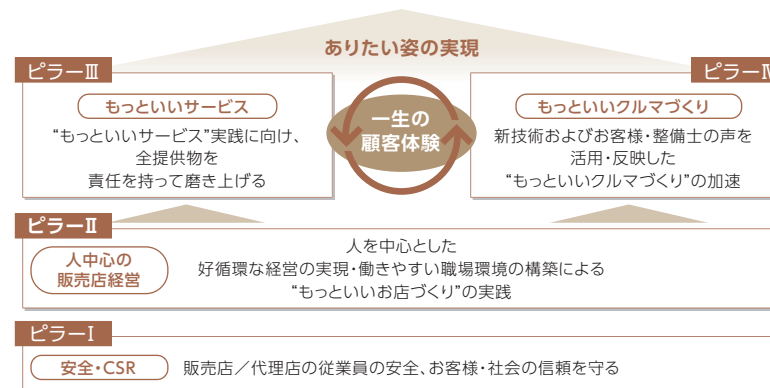 ありたい姿の実現
ピラーⅢ
もっといいサービス
“もっといいサービス”実践に向け、
全提供物を
責任を持って磨き上げる
一生の
顧客体験
ピラーⅣ
もっといいクルマづくり
新技術およびお客様・整備士の声を
活用・反映した
“もっといいクルマづくり”の加速
ピラーⅡ
人中心の
販売店経営
人を中心とした
好循環な経営の実現・働きやすい職場環境の構築による
“もっといいお店づくり”の実践
ピラーⅠ
安全・CSR
販売店／代理店の従業員の安全、お客様・社会の信頼を守る